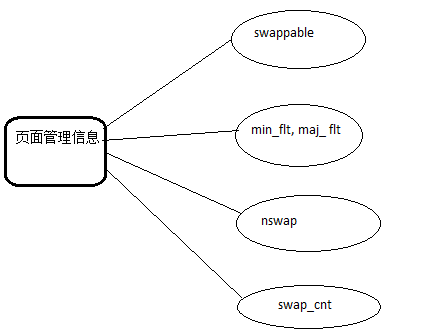 swappable
页面管理信息
min_flt, maj_ flt
nswap
swap_cnt